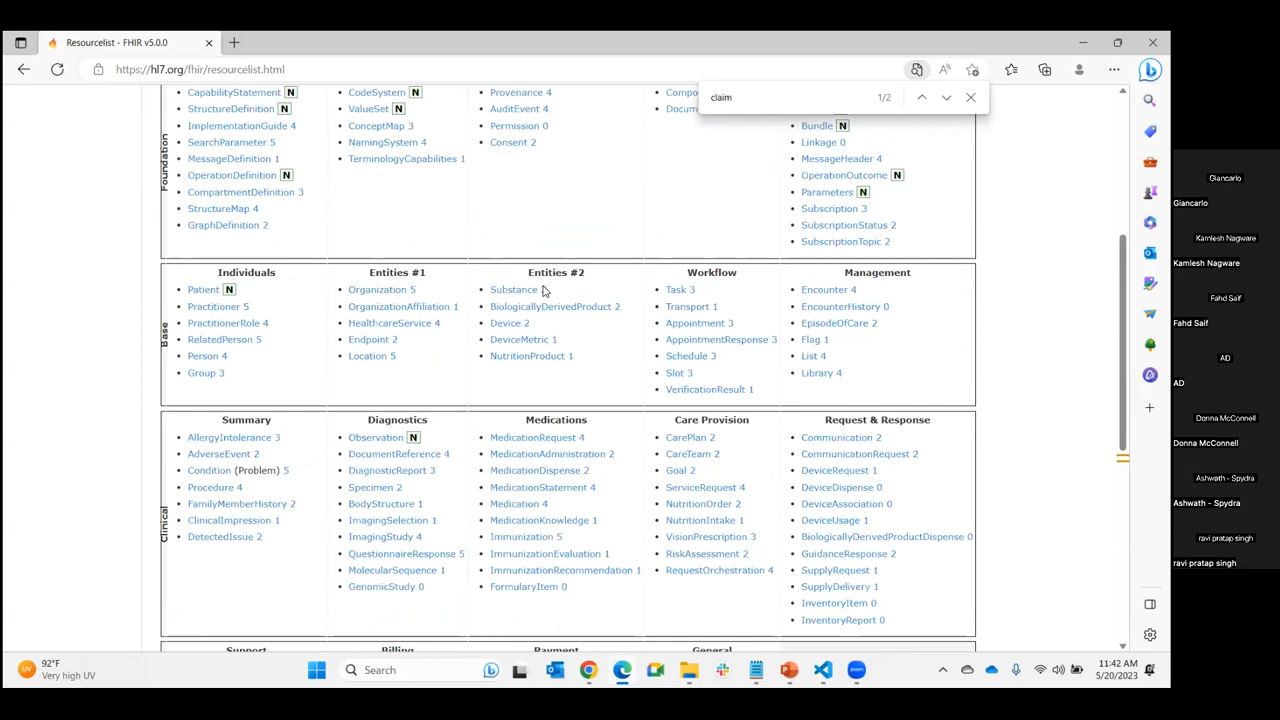 Resourcelist - FHIR v5.0.0
https://hl7.org/fhir/resourcelist.html
claim 1/2
Foundation
CapabilityStatement N
StructureDefinition N
ImplementationGuide 4
SearchParameter 5
MessageDefinition 1
OperationDefinition N
CompartmentDefinition 3
StructureMap 4
GraphDefinition 2
CodeSystem N
ValueSet N
ConceptMap 3
NamingSystem 4
TerminologyCapabilities 1
Provenance 4
AuditEvent 4
Permission 0
Consent 2
Compo
Docum
Bundle N
Linkage 0
MessageHeader 4
OperationOutcome N
Parameters N
Subscription 3
SubscriptionStatus 2
SubscriptionTopic 2
Base
Individuals
Patient N
Practitioner 5
PractitionerRole 4
RelatedPerson 5
Person 4
Group 3
Entities #1
Organization 5
OrganizationAffiliation 1
HealthcareService 4
Endpoint 2
Location 5
Entities #2
Substance
BiologicallyDerivedProduct 2
Device 2
DeviceMetric 1
NutritionProduct 1
Workflow
Task 3
Transport 1
Appointment 3
AppointmentResponse 3
Schedule 3
Slot 3
VerificationResult 1
Management
Encounter 4
EncounterHistory 0
EpisodeOfCare 2
Flag 1
List 4
Library 4
Clinical
Summary
AllergyIntolerance 3
AdverseEvent 2
Condition (Problem) 5
Procedure 4
FamilyMemberHistory 2
ClinicalImpression 1
DetectedIssue 2
Diagnostics
Observation N
DocumentReference 4
DiagnosticReport 3
Specimen 2
BodyStructure 1
ImagingSelection 1
ImagingStudy 4
QuestionnaireResponse 5
MolecularSequence 1
GenomicStudy 0
Medications
MedicationRequest 4
MedicationAdministration 2
MedicationDispense 2
MedicationStatement 4
Medication 4
MedicationKnowledge 1
Immunization 5
ImmunizationEvaluation 1
ImmunizationRecommendation 1
FormularyItem 0
Care Provision
CarePlan 2
CareTeam 2
Goal 2
ServiceRequest 4
NutritionOrder 2
NutritionIntake 1
VisionPrescription 3
RiskAssessment 2
RequestOrchestration 4
Request & Response
Communication 2
CommunicationRequest 2
DeviceRequest 1
DeviceDispense 0
DeviceAssociation 0
DeviceUsage 1
BiologicallyDerivedProductDispense 0
GuidanceResponse 2
SupplyRequest 1
SupplyDelivery 1
InventoryItem 0
InventoryReport 0
Support Billing Payment General
Giancarlo
Giancarlo
Kamlesh Nagware
Kamlesh Nagware
Fahd Saif
Fahd Saif
AD
AD
Donna McConnell
Donna McConnell
Ashwath - Spydra
Ashwath - Spydra
ravi pratap singh
ravi pratap singh
UV
92°F
Very high UV
Search
11:42 AM
5/20/2023